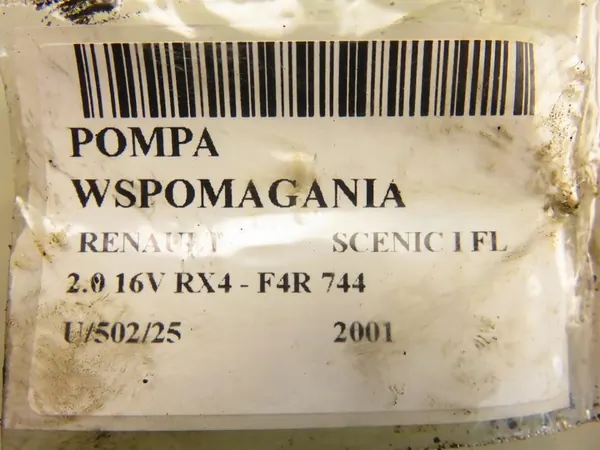 POMPA
WSPOMAGANIA
RENAULT SCENIC I FL
2.0 16V RX4 - F4R 744
U/502/25 2001